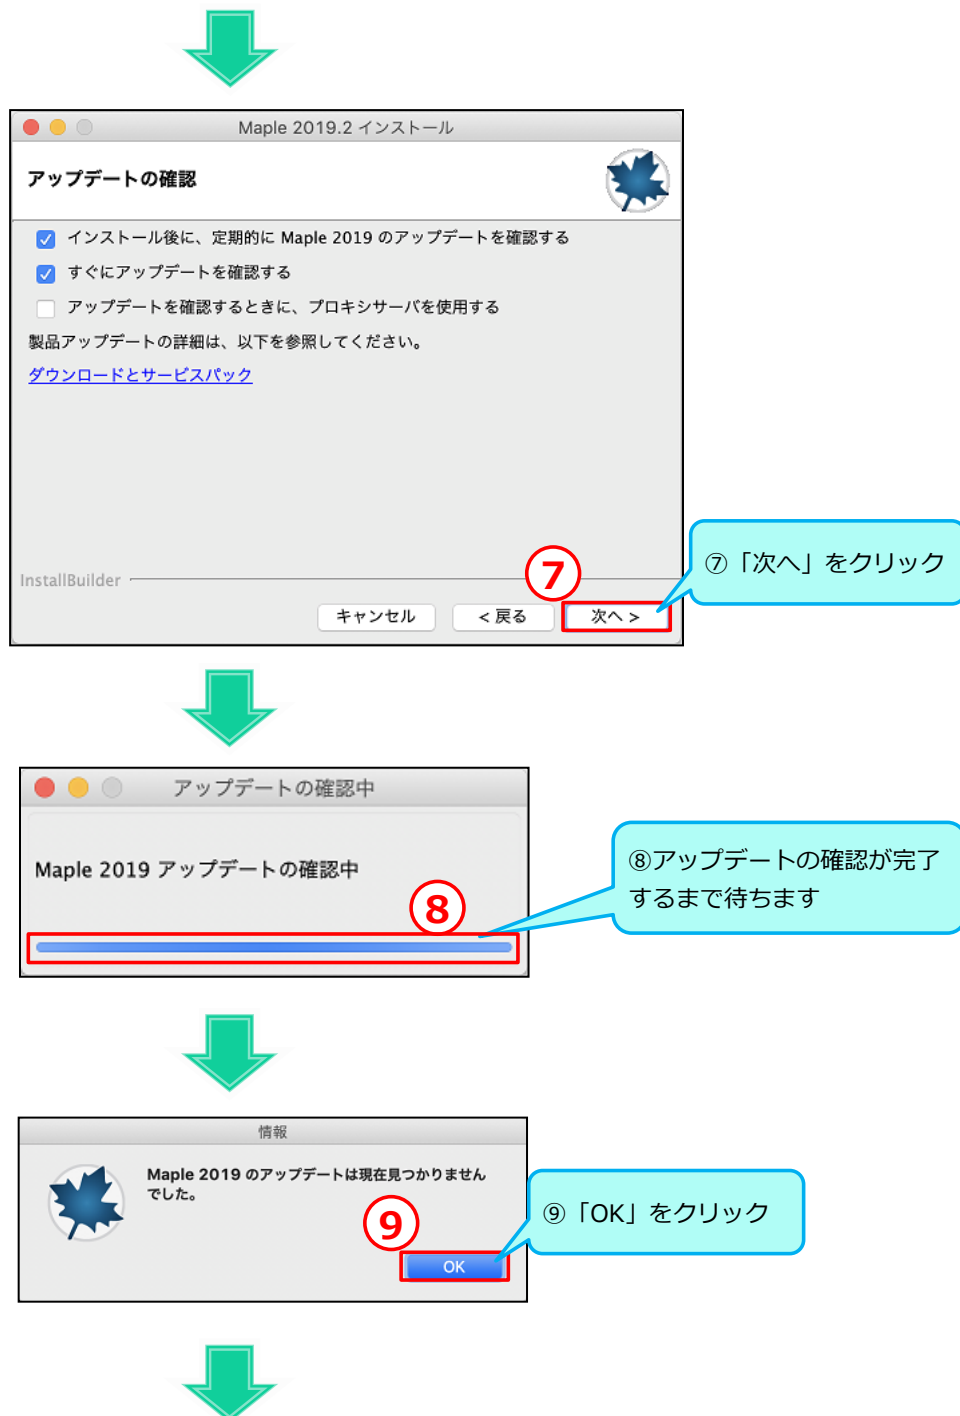 Maple 2019.2 インストール
アップデートの確認
インストール後に、定期的に Maple 2019 のアップデートを確認する
すぐにアップデートを確認する
アップデートを確認するときに、プロキシサーバを使用する
製品アップデートの詳細は、以下を参照してください。
ダウンロードとサービスパック
⑦「次へ」をクリック
InstallBuilder
⑦
キャンセル
< 戻る
次へ >
アップデートの確認中
Maple 2019 アップデートの確認中
⑧
⑧アップデートの確認が完了
するまで待ちます
情報
Maple 2019 のアップデートは現在見つかりません
でした。
⑨
⑨「OK」をクリック
OK